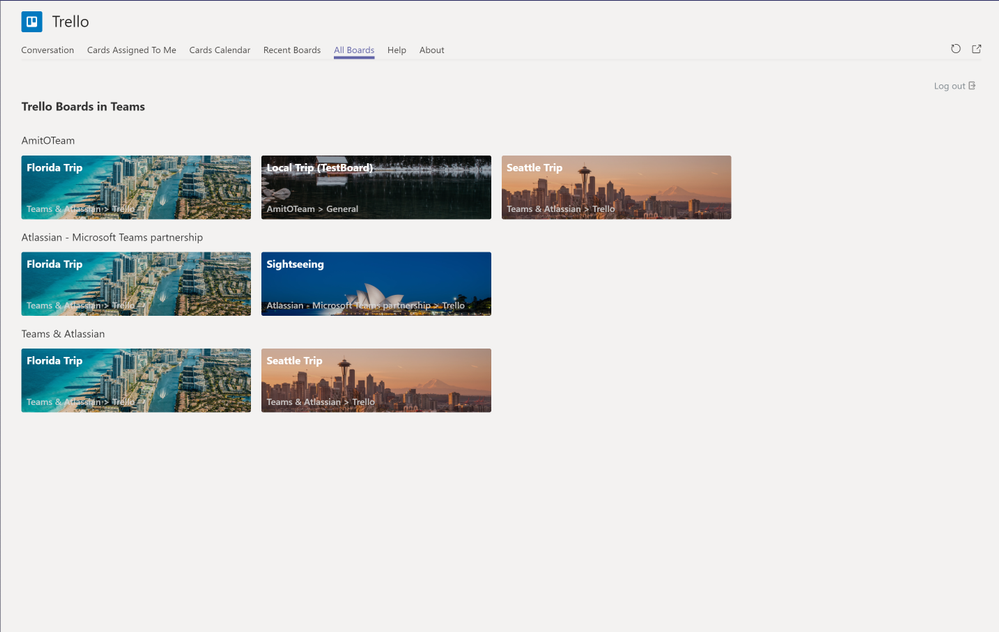 Trello
Conversation Cards Assigned To Me Cards Calendar Recent Boards All Boards Help About
Log out
Trello Boards in Teams
AmitOTeam
Florida Trip
Teams & Atlassian > Trello
Local Trip (TestBoard)
AmitOTeam > General
Seattle Trip
Teams & Atlassian > Trello
Atlassian - Microsoft Teams partnership
Florida Trip
Teams & Atlassian > Trello
Sightseeing
Atlassian - Microsoft Teams partnership > Trello
Teams & Atlassian
Florida Trip
Teams & Atlassian > Trello
Seattle Trip
Teams & Atlassian > Trello